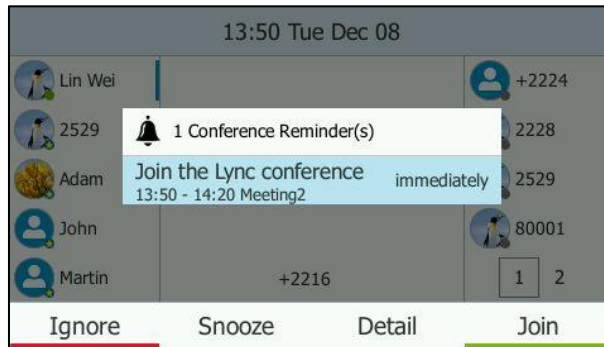 13:50 Tue Dec 08
Lin Wei
+2224
2529
1 Conference Reminder(s)
2228
Adam
Join the Lync conference
immediately
13:50 - 14:20 Meeting2
2529
John
80001
Martin
+2216
1 2
Ignore Snooze Detail Join